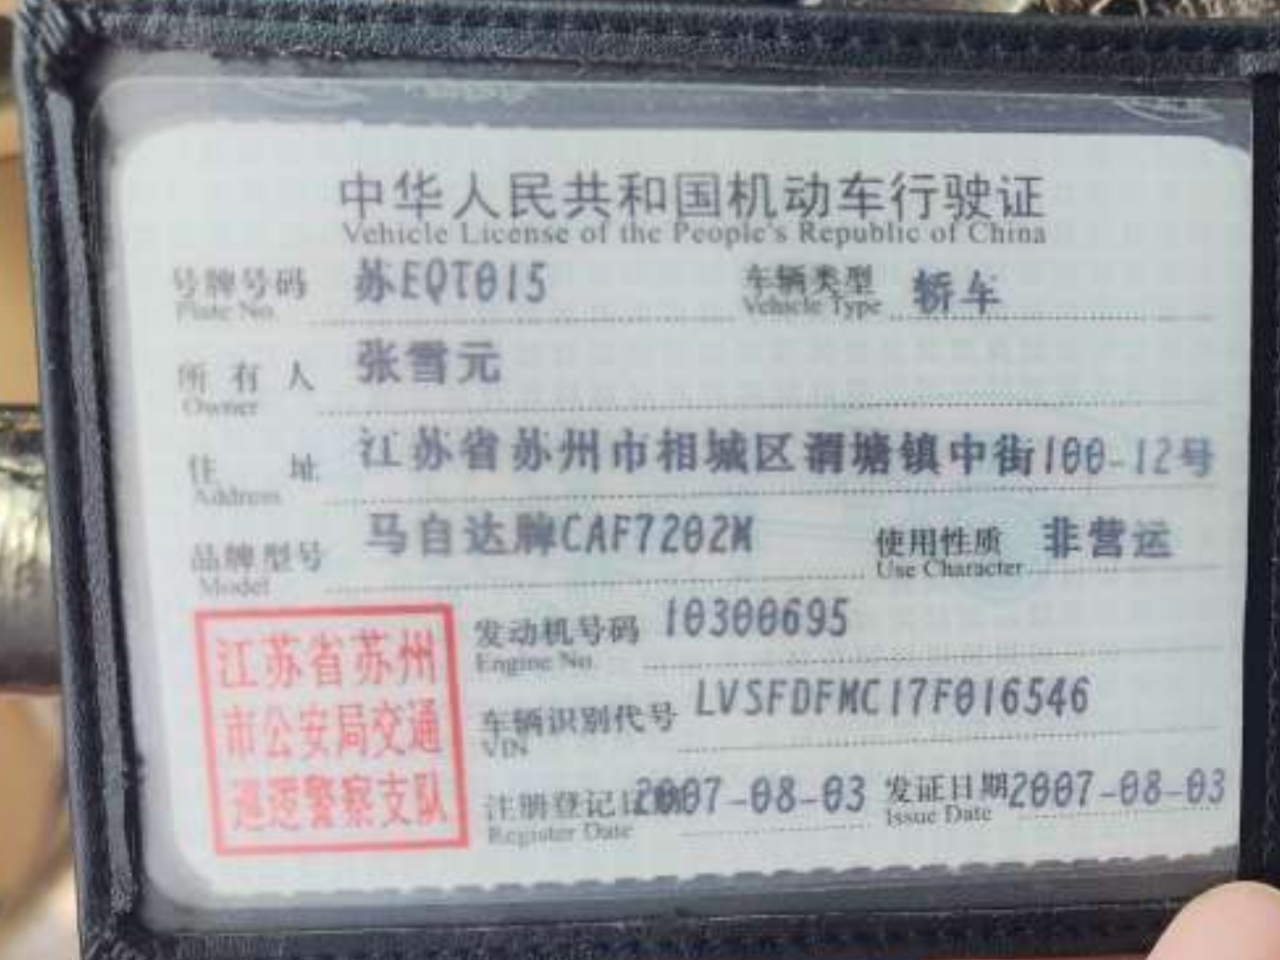 中华人民共和国机动车行驶证
Vehicle License of the People's Republic of China
号牌号码 苏EQT015 车辆类型 轿车
Plate No. Vehicle Type
所有人 张雪元
Owner
住址 江苏省苏州市相城区渭塘镇中街100-12号
Address
品牌型号 马自达牌CAF7202M 使用性质 非营运
Model Use Character
发动机号码 10300695
Engine No.
车辆识别代号 LVSFDFMC17F016546
VIN
注册登记日期 2007-08-03 发证日期 2007-08-03
Register Date Issue Date
江苏省苏州
市公安局交通
巡逻警察支队